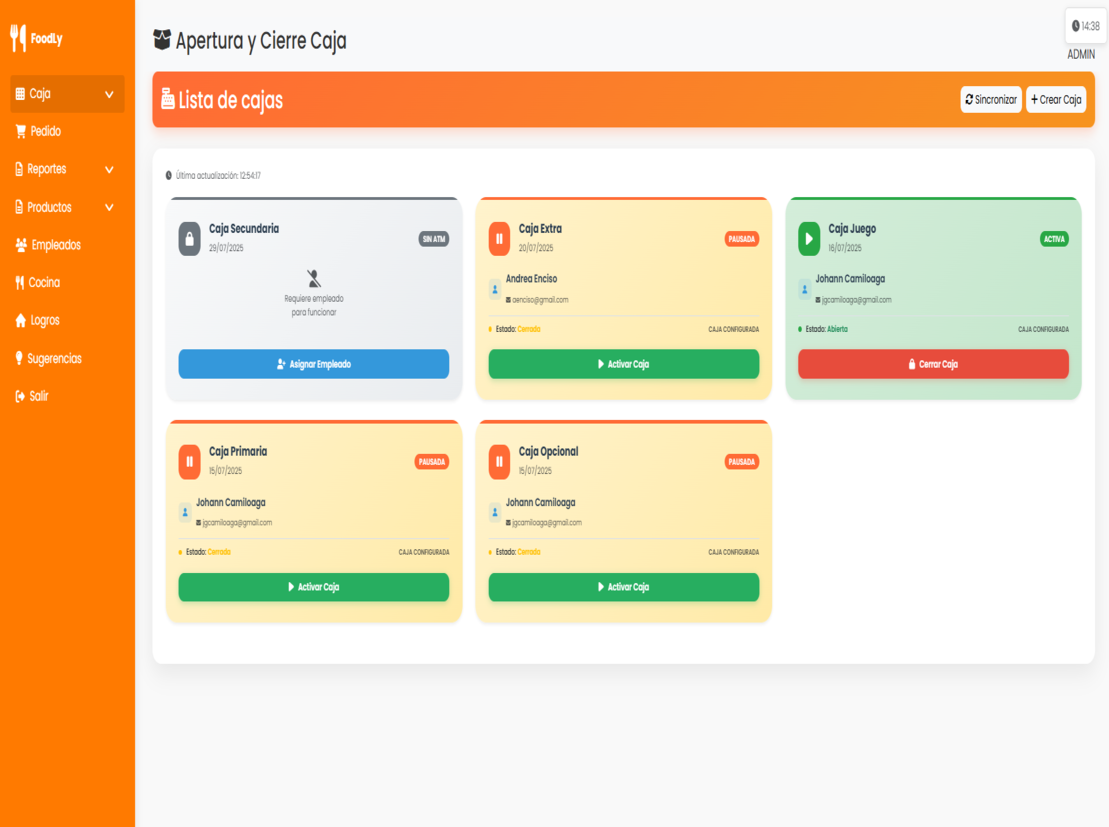 FoodLy
Caja
Pedido
Reportes
Productos
Empleados
Cocina
Logros
Sugerencias
Salir
14:38
ADMIN
Apertura y Cierre Caja
Lista de cajas
Sincronizar
Crear Caja
Última actualización: 12:54:17
Caja Secundaria
29/07/2025
SIN ATM
Requiere empleado
para funcionar
Asignar Empleado
Caja Extra
20/07/2025
PAUSADA
Andrea Enciso
aenciso@gmail.com
Estado: Cerrada
CAJA CONFIGURADA
Activar Caja
Caja Juego
16/07/2025
ACTIVA
Johann Camiloaga
jgcamiloaga@gmail.com
Estado: Abierta
CAJA CONFIGURADA
Cerrar Caja
Caja Primaria
15/07/2025
PAUSADA
Johann Camiloaga
jgcamiloaga@gmail.com
Estado: Cerrada
CAJA CONFIGURADA
Activar Caja
Caja Opcional
15/07/2025
PAUSADA
Johann Camiloaga
jgcamiloaga@gmail.com
Estado: Cerrada
CAJA CONFIGURADA
Activar Caja